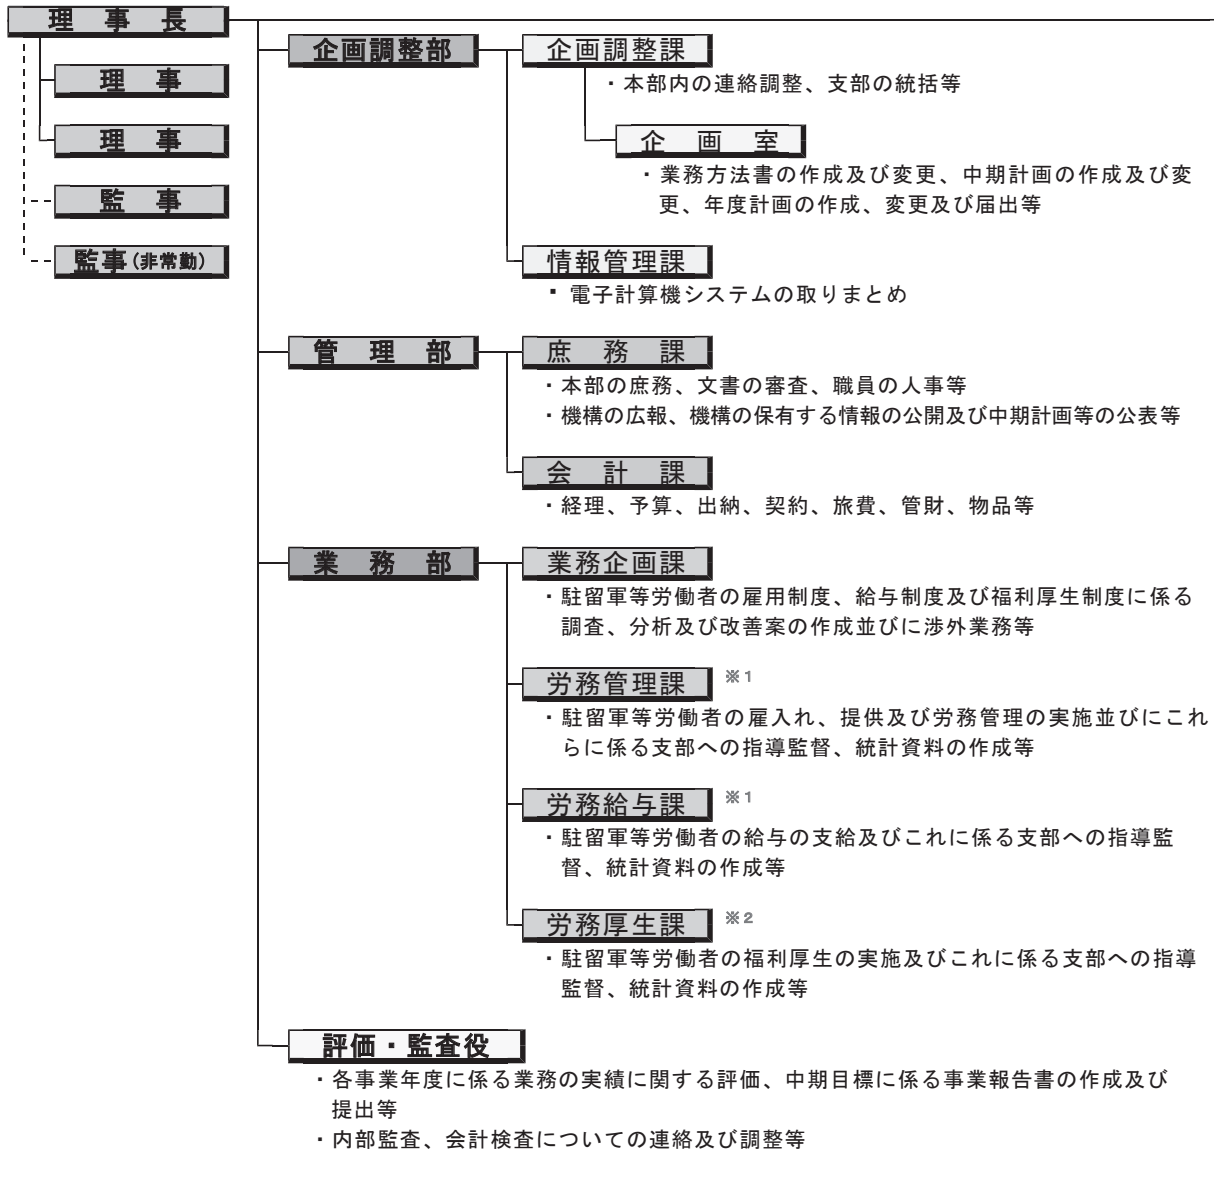 理事長
理事
理事
監事
監事(非常勤)
企画調整部
企画調整課
・本部内の連絡調整、支部の統括等
企画室
・業務方法書の作成及び変更、中期計画の作成及び変
更、年度計画の作成、変更及び届出等
情報管理課
・電子計算機システムの取りまとめ
管理部
庶務課
・本部の庶務、文書の審査、職員の人事等
・機構の広報、機構の保有する情報の公開及び中期計画等の公表等
会計課
・経理、予算、出納、契約、旅費、管財、物品等
業務部
業務企画課
・駐留軍等労働者の雇用制度、給与制度及び福利厚生制度に係る
調査、分析及び改善案の作成並びに渉外業務等
労務管理課 ※1
・駐留軍等労働者の雇入れ、提供及び労務管理の実施並びにこれ
らに係る支部への指導監督、統計資料の作成等
労務給与課 ※1
・駐留軍等労働者の給与の支給及びこれに係る支部への指導監
督、統計資料の作成等
労務厚生課 ※2
・駐留軍等労働者の福利厚生の実施及びこれに係る支部への指導
監督、統計資料の作成等
評価・監査役
・各事業年度に係る業務の実績に関する評価、中期目標に係る事業報告書の作成及び
提出等
・内部監査、会計検査についての連絡及び調整等